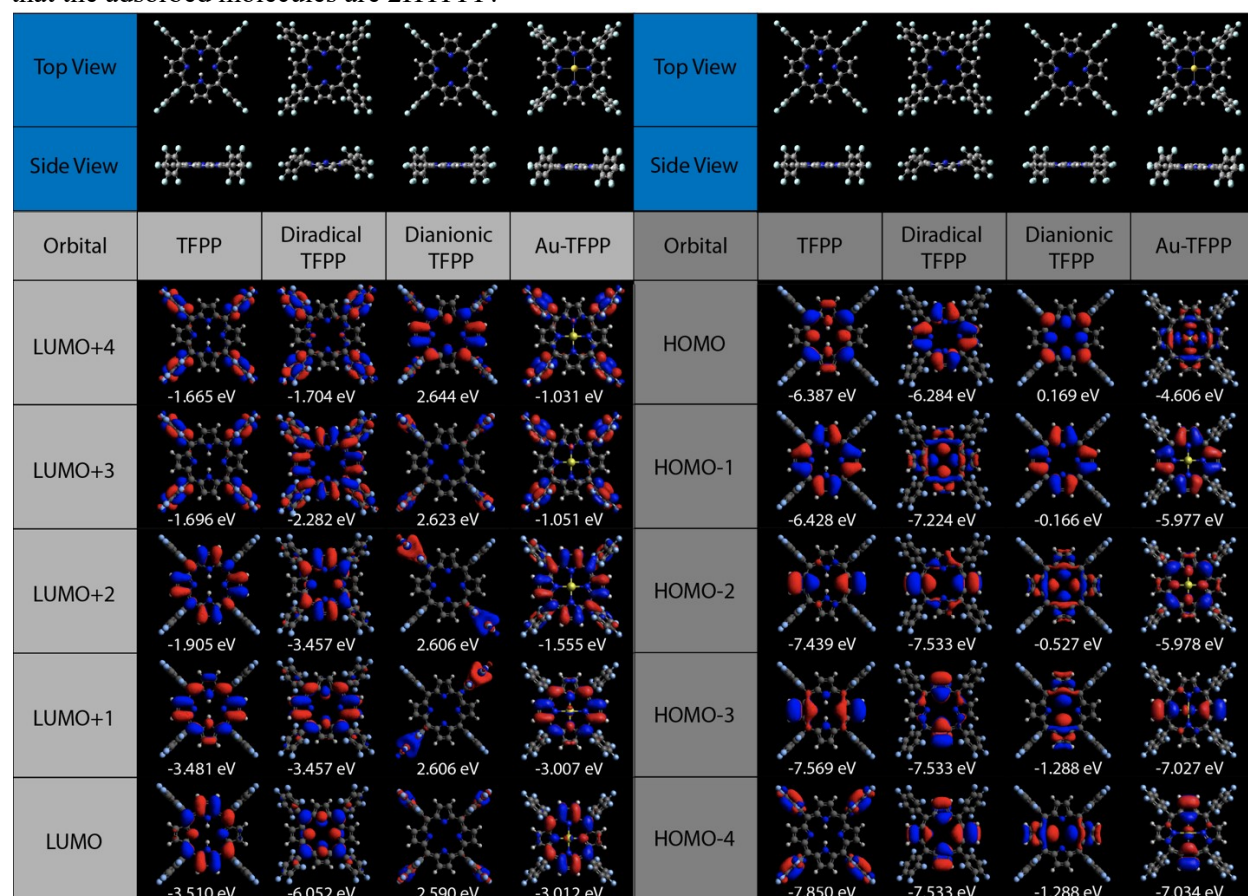 that the adsorbed molecules are 2HTFPP.
Top View Top View
Side View Side View
Orbital TFPP Diradical TFPP Dianionic TFPP Au-TFPP Orbital TFPP Diradical TFPP Dianionic TFPP Au-TFPP
LUMO+4 -1.665 eV -1.704 eV 2.644 eV -1.031 eV HOMO -6.387 eV -6.284 eV 0.169 eV -4.606 eV
LUMO+3 -1.696 eV -2.282 eV 2.623 eV -1.051 eV HOMO-1 -6.428 eV -7.224 eV -0.166 eV -5.977 eV
LUMO+2 -1.905 eV -3.457 eV 2.606 eV -1.555 eV HOMO-2 -7.439 eV -7.533 eV -0.527 eV -5.978 eV
LUMO+1 -3.481 eV -3.457 eV 2.606 eV -3.007 eV HOMO-3 -7.569 eV -7.533 eV -1.288 eV -7.027 eV
LUMO -3.510 eV -6.052 eV 2.590 eV -3.012 eV HOMO-4 -7.850 eV -7.533 eV -1.288 eV -7.034 eV